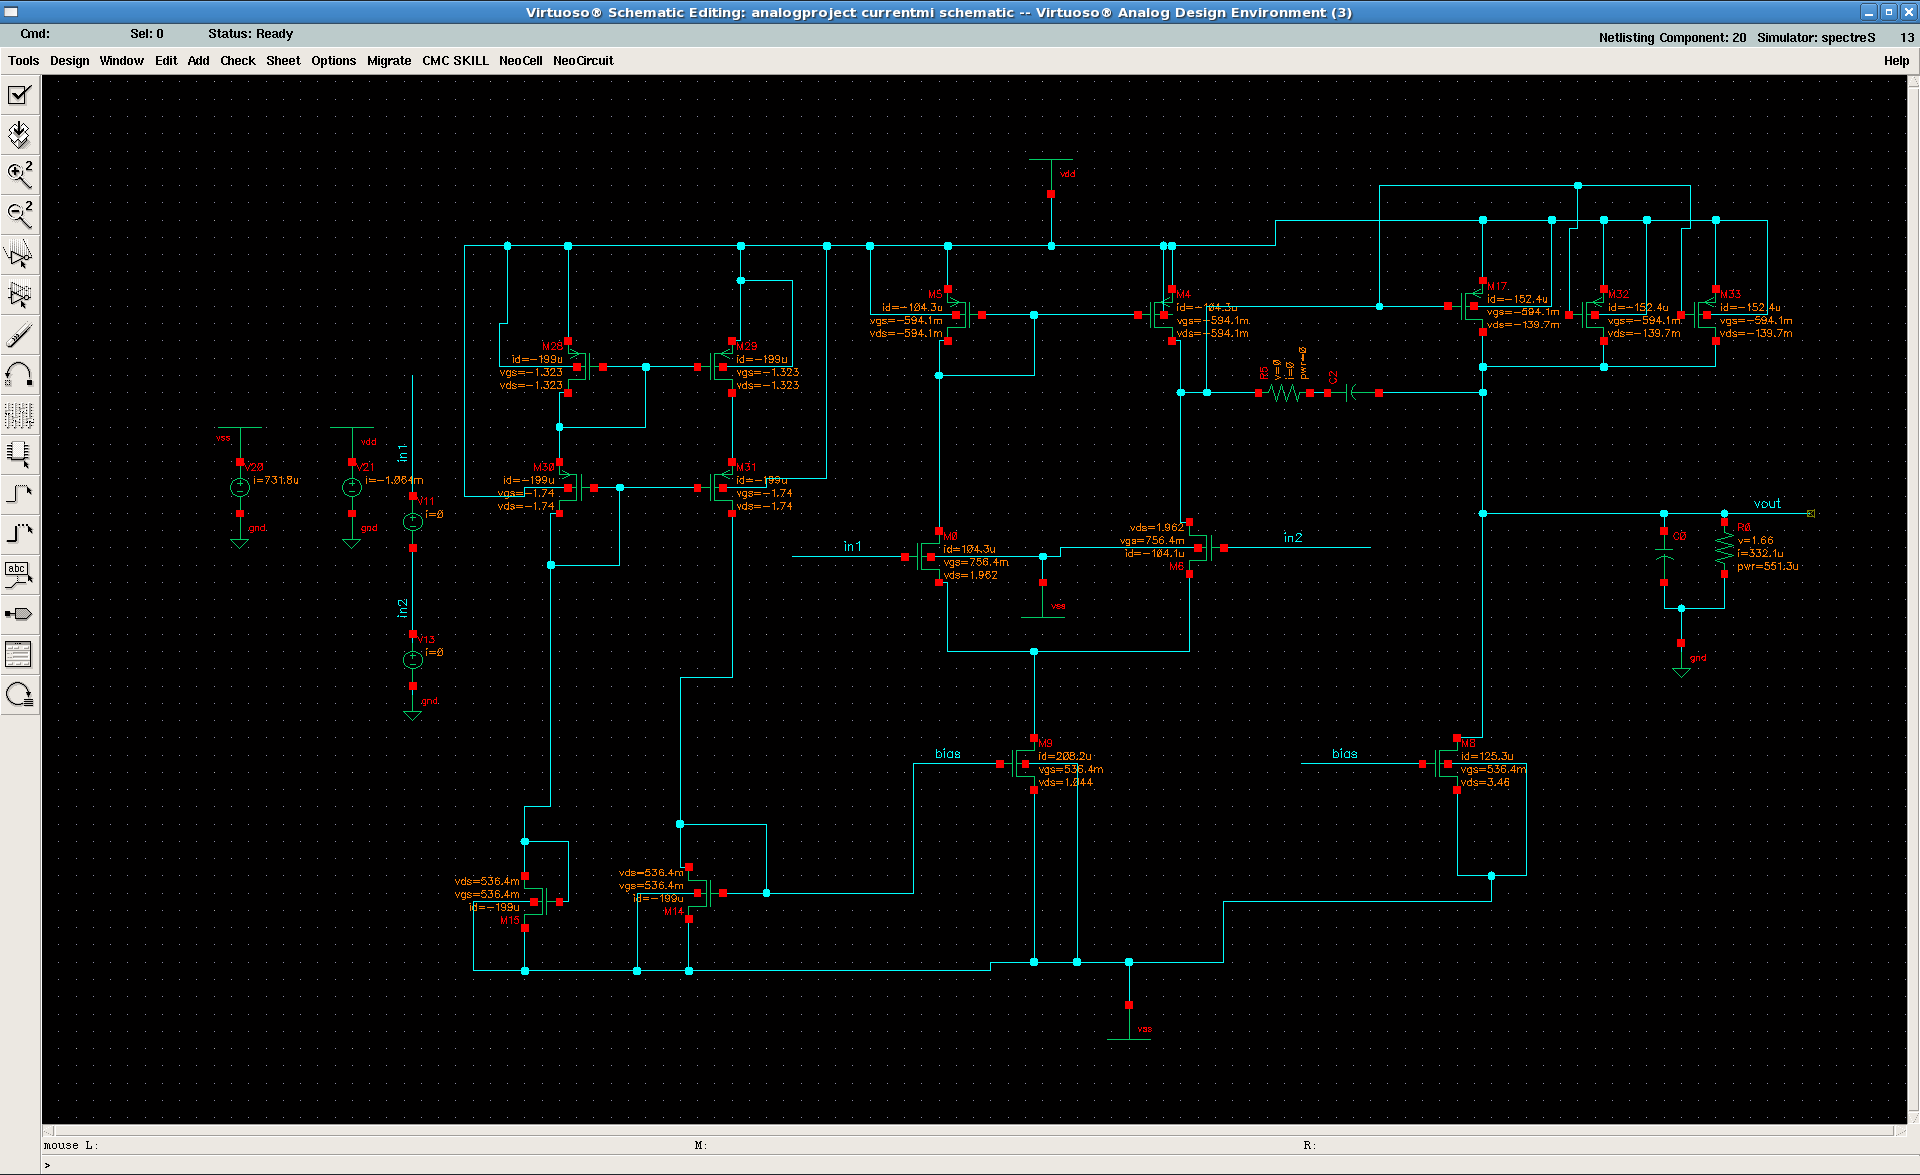 Virtuoso® Schematic Editing: analogproject currentmi schematic -- Virtuoso® Analog Design Environment (3)
Cmd: Sel: 0 Status: Ready Netlisting Component: 20 Simulator: spectreS 13
Tools Design Window Edit Add Check Sheet Options Migrate CMC SKILL NeoCell NeoCircuit Help
2
2
abc
vdd
M5
id=-104.3u
vgs=-594.1m
vds=-594.1m
M4
id=-104.3u
vgs=-594.1m
vds=-594.1m
M17
id=-152.4u
vgs=-594.1m
vds=-139.7m
M32
id=-152.4u
vgs=-594.1m
vds=-139.7m
M33
id=-152.4u
vgs=-594.1m
vds=-139.7m
M28
id=-199u
vgs=-1.323
vds=-1.323
M29
id=-199u
vgs=-1.323
vds=-1.323
R5
v=0
i=0
pwr=0
C2
vss
V20
i=731.8u
gnd
vdd
V21
i=-1.064m
gnd
in1
V11
i=0
in2
V13
i=0
gnd
M30
id=-199u
vgs=-1.74
vds=-1.74
M31
id=-199u
vgs=-1.74
vds=-1.74
in1
M0
id=104.3u
vgs=756.4m
vds=1.962
vss
vds=1.962
vgs=756.4m
id=-104.1u
M6
in2
vout
C0
R0
v=1.66
i=332.1u
pwr=551.3u
gnd
bias
M9
id=208.2u
vgs=536.4m
vds=1.044
bias
M8
id=125.3u
vgs=536.4m
vds=3.46
vds=536.4m
vgs=536.4m
id=-199u
M15
vds=536.4m
vgs=536.4m
id=-199u
M14
vss
mouse L: M: R:
>